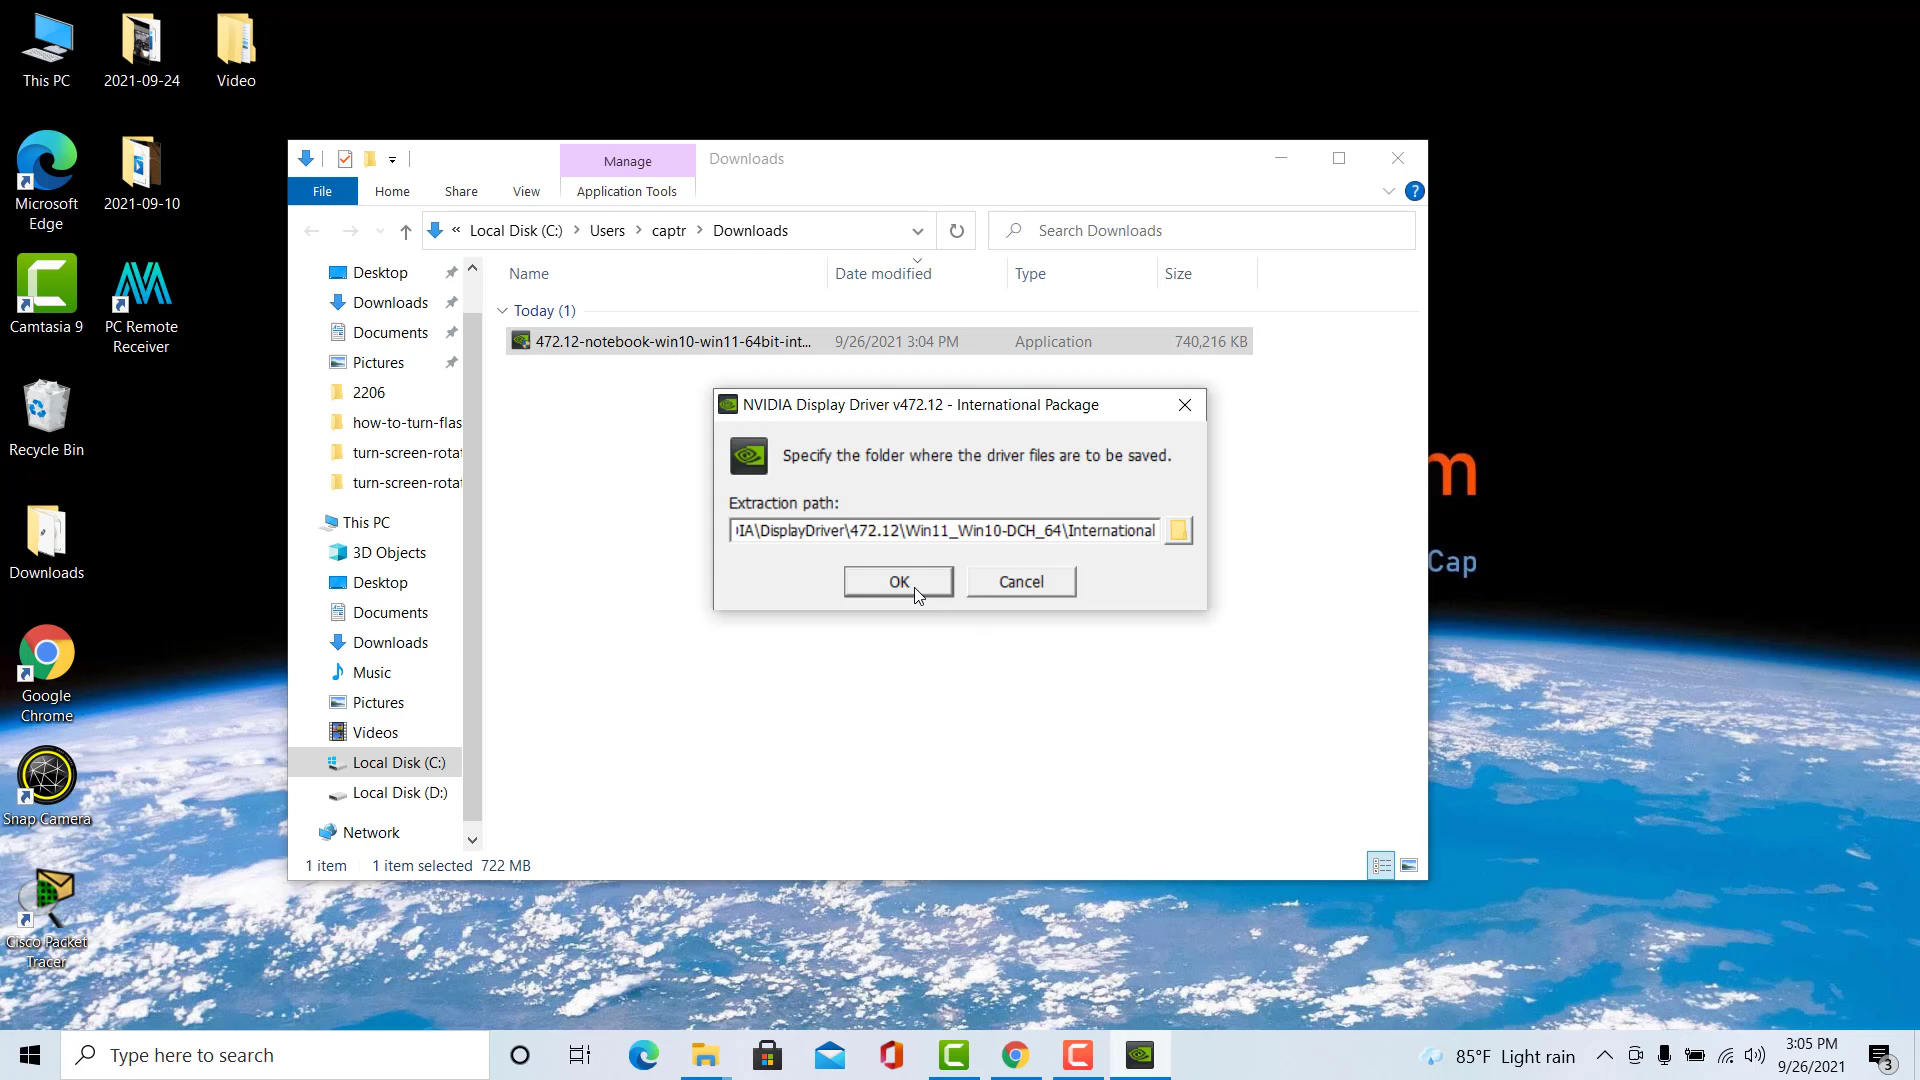 This PC
2021-09-24
Video
Microsoft
Edge
2021-09-10
Camtasia 9
PC Remote
Receiver
Recycle Bin
Downloads
Google
Chrome
Snap Camera
Cisco Packet
Tracer
Manage
Downloads
File
Home
Share
View
Application Tools
?
« Local Disk (C:) > Users > captr > Downloads
Search Downloads
Desktop
Downloads
Documents
Pictures
2206
how-to-turn-flas
turn-screen-rotat
turn-screen-rotat
This PC
3D Objects
Desktop
Documents
Downloads
Music
Pictures
Videos
Local Disk (C:)
Local Disk (D:)
Network
Name
Date modified
Type
Size
Today (1)
472.12-notebook-win10-win11-64bit-int...
9/26/2021 3:04 PM
Application
740,216 KB
NVIDIA Display Driver v472.12 - International Package
Specify the folder where the driver files are to be saved.
Extraction path:
IA\DisplayDriver\472.12\Win11_Win10-DCH_64\International
OK
Cancel
1 item
1 item selected 722 MB
m
Cap
Type here to search
85°F Light rain
3:05 PM
9/26/2021
3